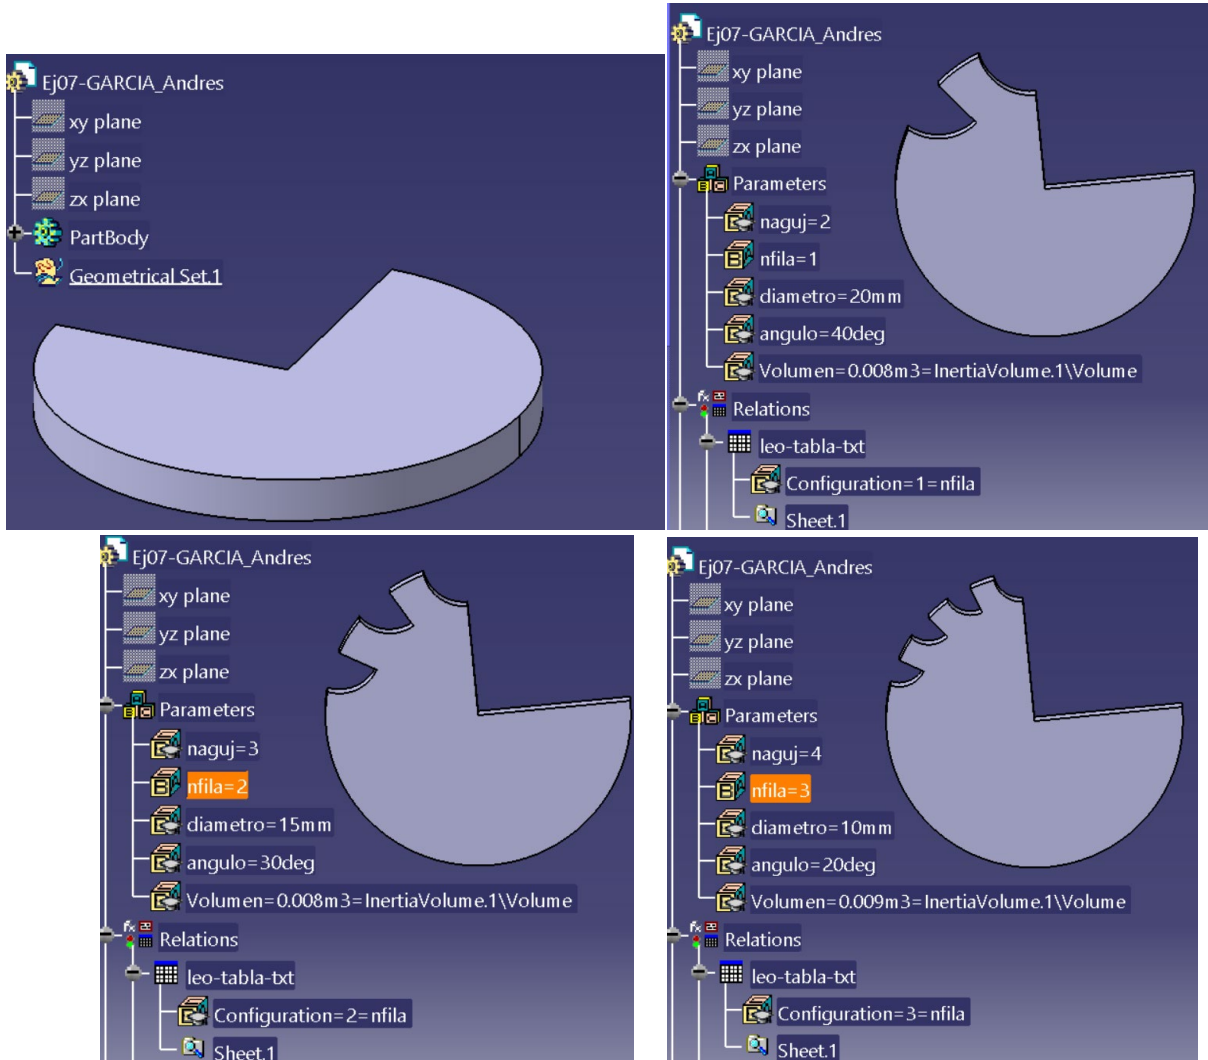 Ej07-GARCIA_Andres
xy plane
yz plane
zx plane
PartBody
Geometrical Set.1
Ej07-GARCIA_Andres
xy plane
yz plane
zx plane
Parameters
naguj=2
nfila=1
diametro=20mm
angulo=40deg
Volumen=0.008m3=InertiaVolume.1\Volume
Relations
leo-tabla-txt
Configuration=1=nfila
Sheet.1
Ej07-GARCIA_Andres
xy plane
yz plane
zx plane
Parameters
naguj=3
nfila=2
diametro=15mm
angulo=30deg
Volumen=0.008m3=InertiaVolume.1\Volume
Relations
leo-tabla-txt
Configuration=2=nfila
Sheet.1
Ej07-GARCIA_Andres
xy plane
yz plane
zx plane
Parameters
naguj=4
nfila=3
diametro=10mm
angulo=20deg
Volumen=0.009m3=InertiaVolume.1\Volume
Relations
leo-tabla-txt
Configuration=3=nfila
Sheet.1